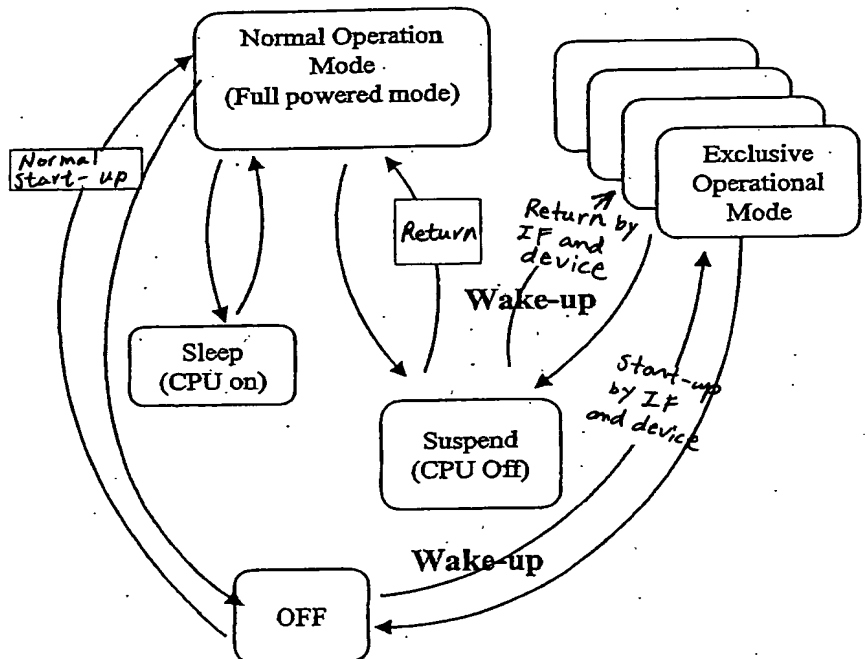 Normal Operation
Mode
(Full powered mode)
Exclusive
Operational
Mode
Normal
Start-up
Return
Return by
IF and
device
Wake-up
Sleep
(CPU on)
Start-up
by IF
and device
Suspend
(CPU Off)
Wake-up
OFF